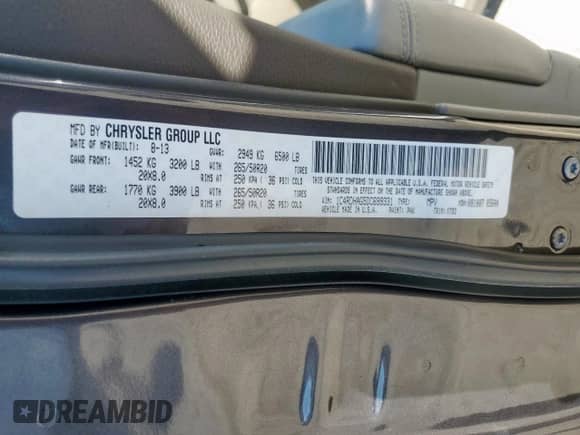 MFD BY CHRYSLER GROUP LLC
DATE OF MFR(BUILT): 8-13 GVWR: 2949 KG 6500 LB
GAWR FRONT: 1452 KG 3200 LB WITH 265/50R20 TIRES
20X8.0 RIMS AT 250 KPA( 36 PSI) COLD
GAWR REAR: 1770 KG 3900 LB WITH 265/50R20 TIRES
20X8.0 RIMS AT 250 KPA( 36 PSI) COLD
THIS VEHICLE CONFORMS TO ALL APPLICABLE U.S.A. FEDERAL MOTOR VEHICLE SAFETY
STANDARDS IN EFFECT ON THE DATE OF MANUFACTURE SHOWN ABOVE.
VIN: TYPE: MPV
VEHICLE MADE IN U.S.A. PAINT: TRIM:
DREAMBID